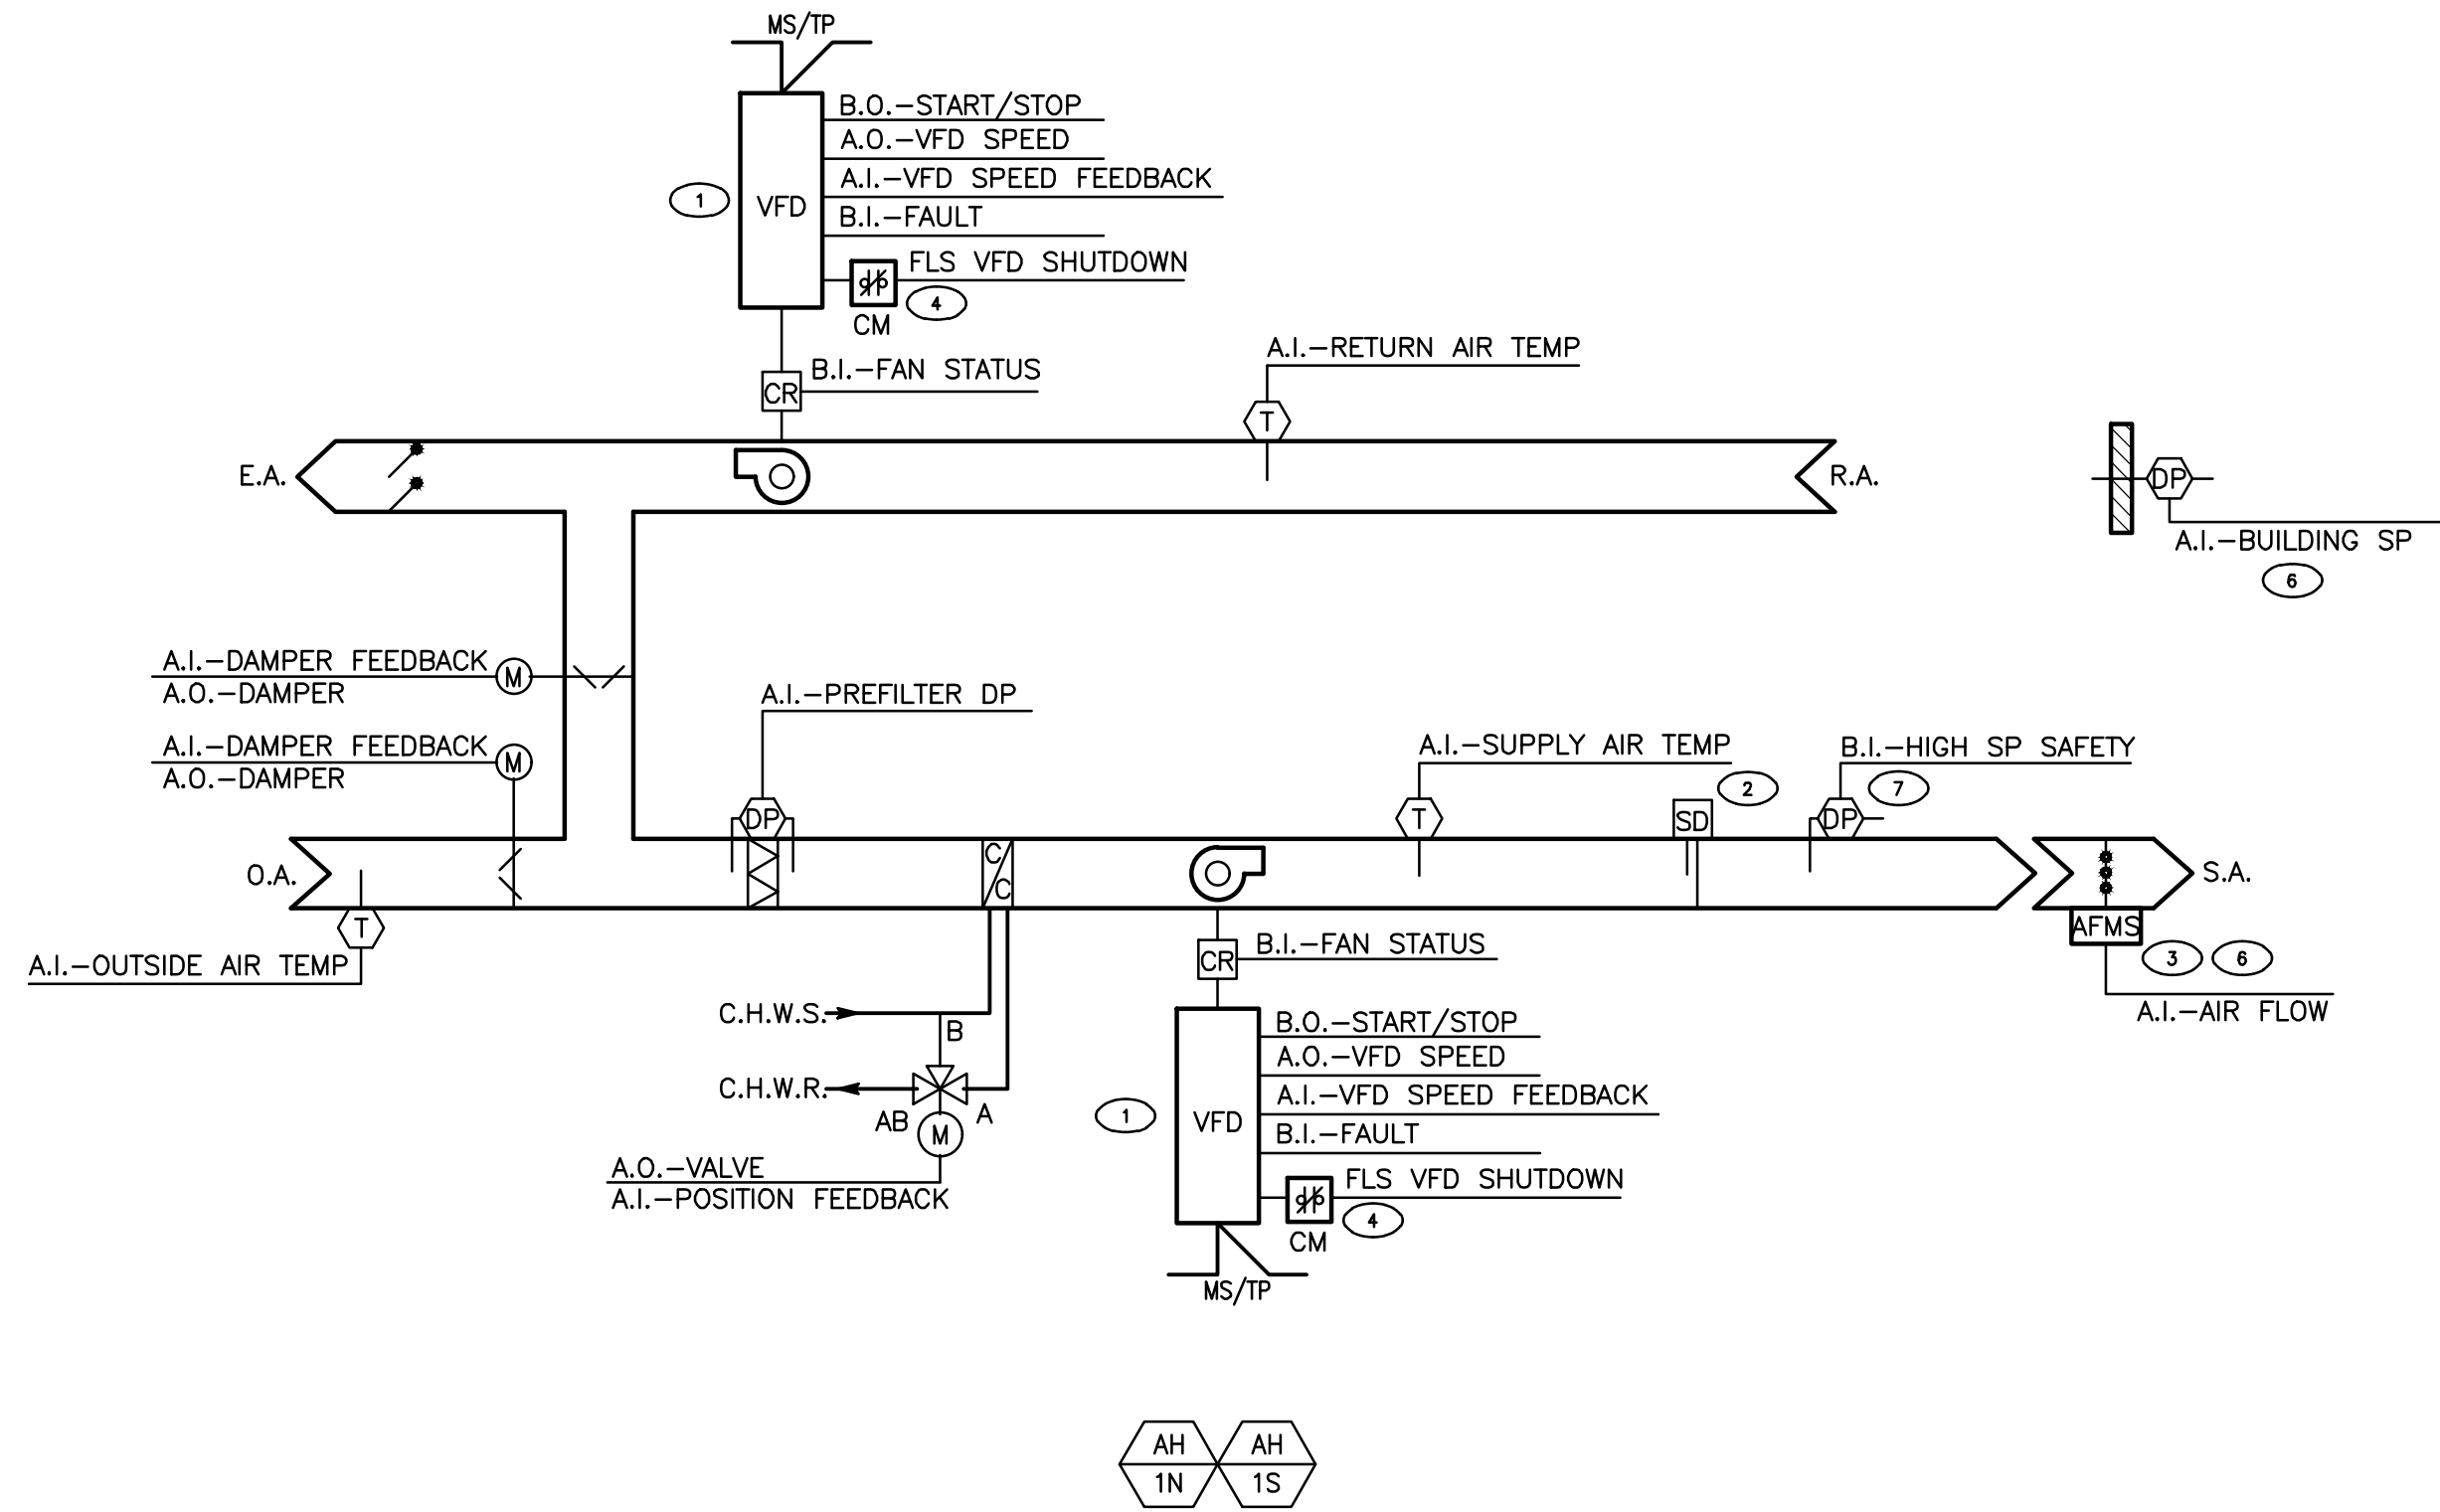 MS/TP
B.O.-START/STOP
A.O.-VFD SPEED
A.I.-VFD SPEED FEEDBACK
1
VFD
B.I.-FAULT
FLS VFD SHUTDOWN
4
CM
B.I.-FAN STATUS
CR
A.I.-RETURN AIR TEMP
T
E.A.
R.A.
DP
A.I.-BUILDING SP
6
A.I.-DAMPER FEEDBACK
M
A.O.-DAMPER
A.I.-PREFILTER DP
A.I.-DAMPER FEEDBACK
M
A.O.-DAMPER
A.I.-SUPPLY AIR TEMP
B.I.-HIGH SP SAFETY
2
7
DP
T
SD
DP
C
C
O.A.
S.A.
T
AFMS
A.I.-OUTSIDE AIR TEMP
B.I.-FAN STATUS
CR
3
6
A.I.-AIR FLOW
C.H.W.S.
B
C.H.W.R.
AB
A
M
A.O.-VALVE
A.I.-POSITION FEEDBACK
B.O.-START/STOP
A.O.-VFD SPEED
A.I.-VFD SPEED FEEDBACK
1
VFD
B.I.-FAULT
FLS VFD SHUTDOWN
4
CM
MS/TP
AH
1N
AH
1S